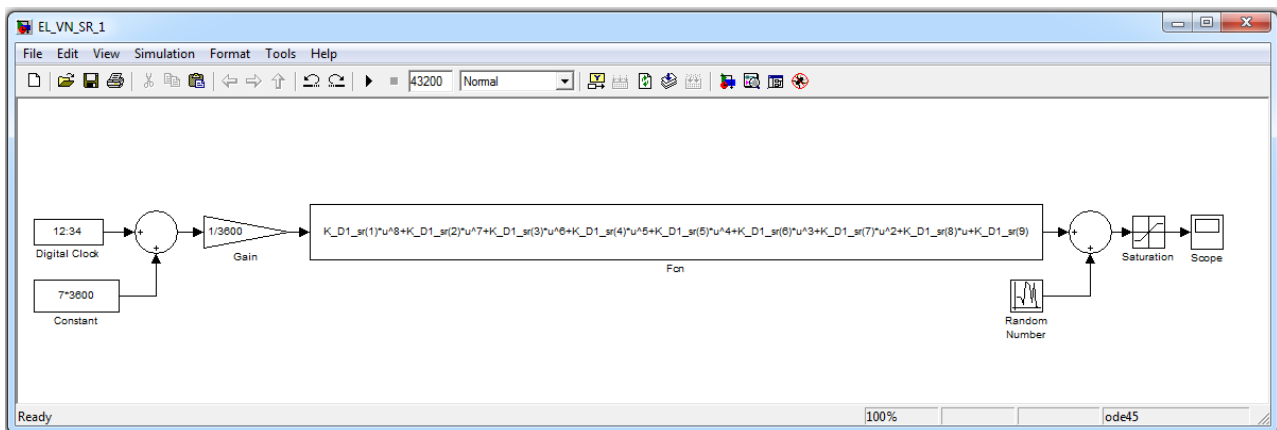 EL_VN_SR_1
File Edit View Simulation Format Tools Help
43200 Normal
12:34
Digital Clock
7*3600
Constant
1/3600
Gain
K_D1_sr(1)*u^8+K_D1_sr(2)*u^7+K_D1_sr(3)*u^6+K_D1_sr(4)*u^5+K_D1_sr(5)*u^4+K_D1_sr(6)*u^3+K_D1_sr(7)*u^2+K_D1_sr(8)*u+K_D1_sr(9)
Fcn
Random
Number
Saturation
Scope
Ready 100% ode45